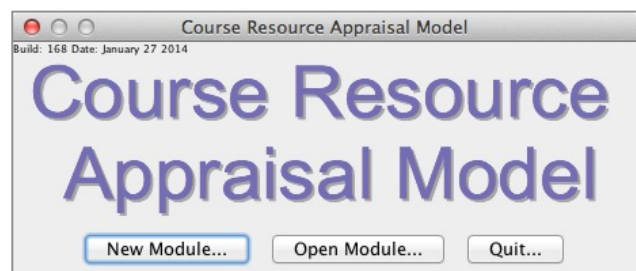 Course Resource Appraisal Model
Build: 168 Date: January 27 2014
Course Resource
Appraisal Model
New Module... Open Module... Quit...